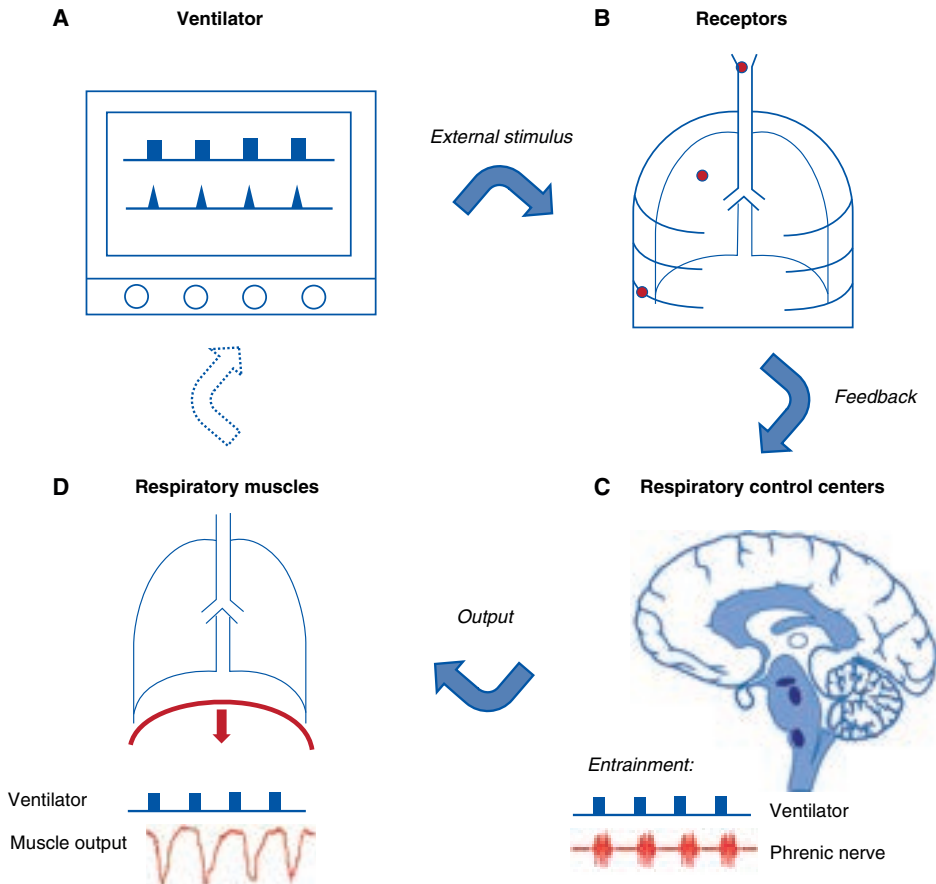 A Ventilator
B Receptors
External stimulus
Feedback
D Respiratory muscles
C Respiratory control centers
Output
Entrainment:
Ventilator
Ventilator
Muscle output
Phrenic nerve